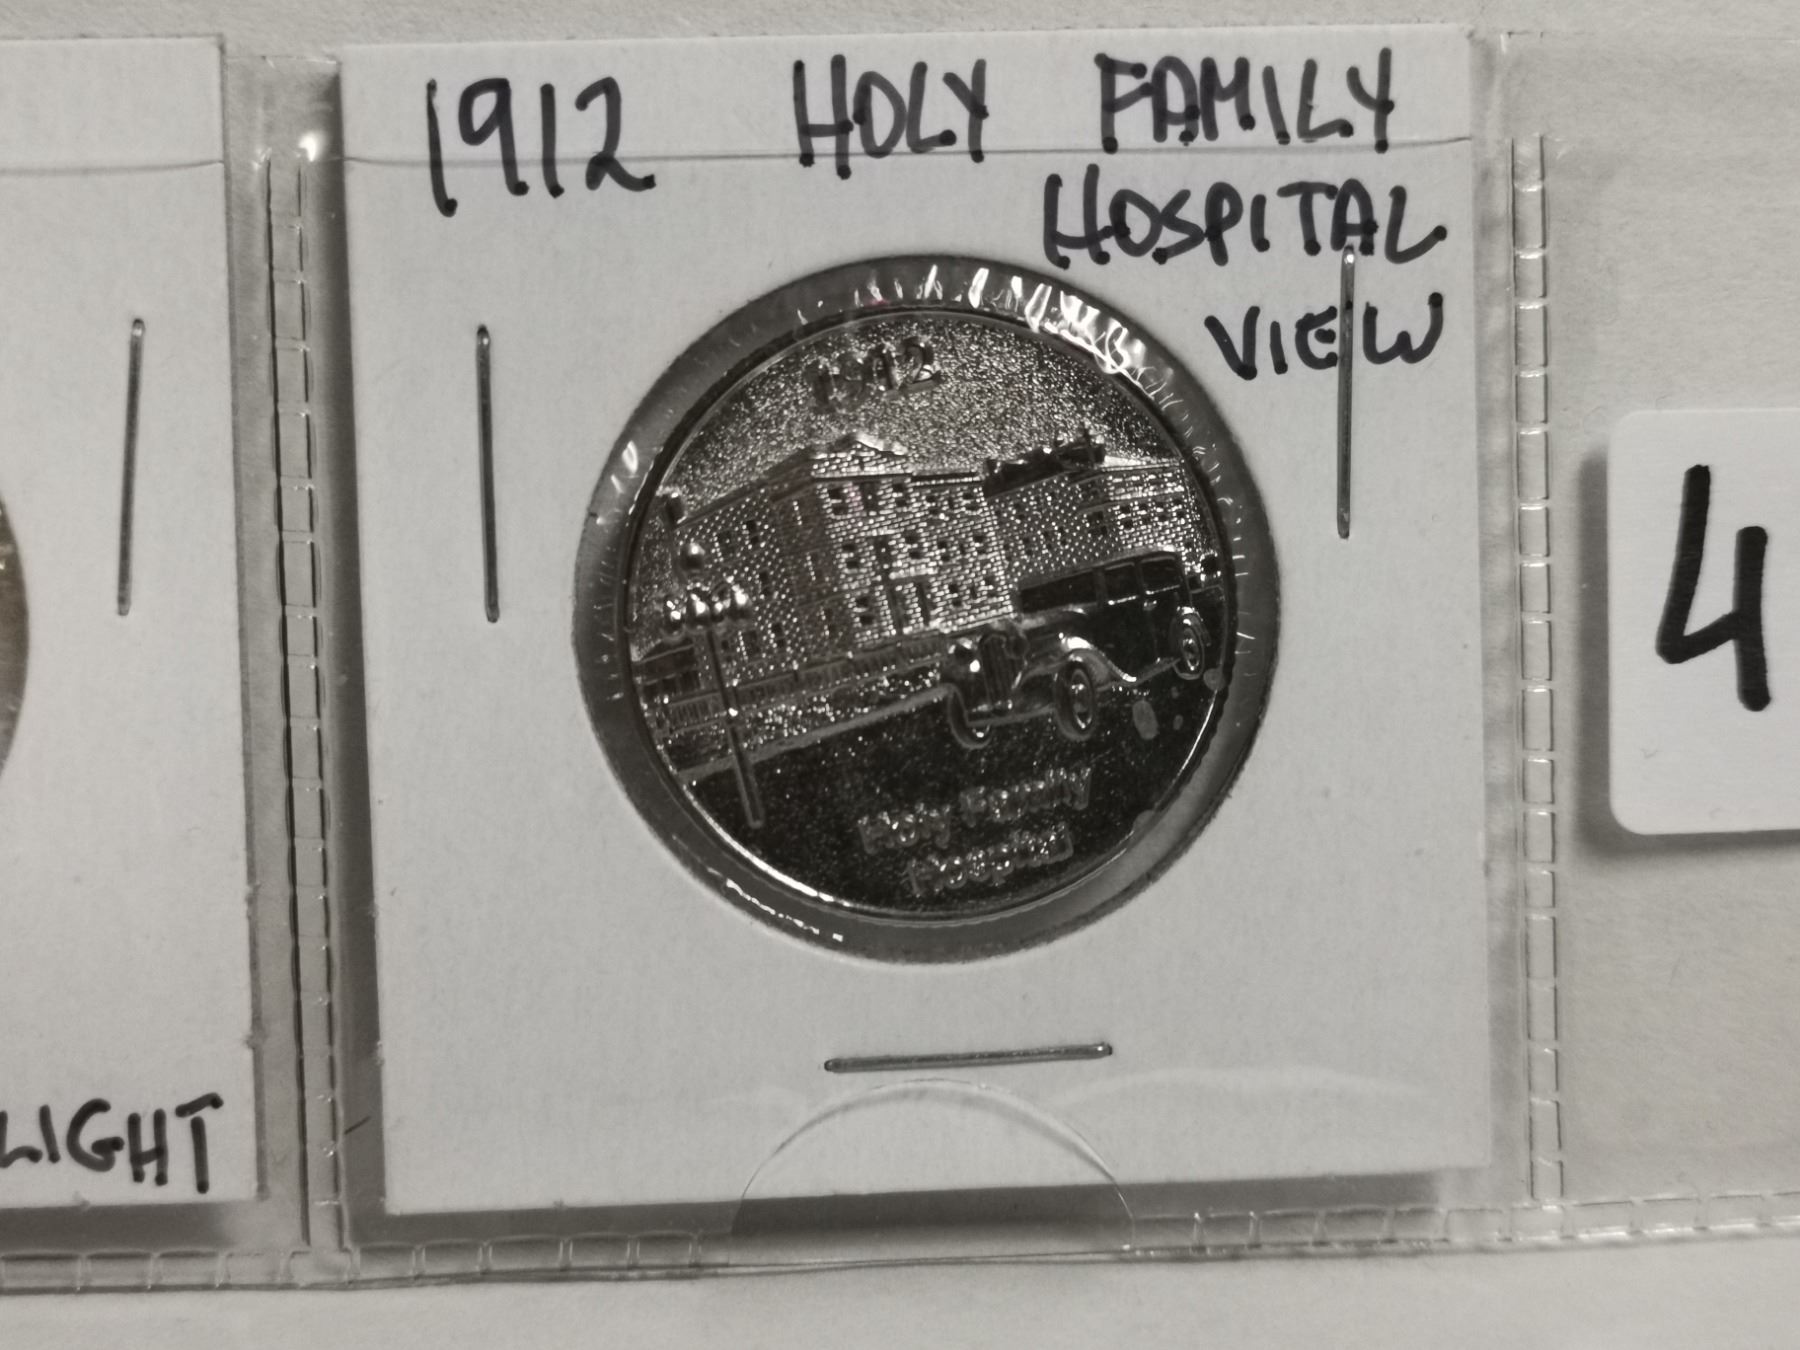 1912 HOLY FAMILY
HOSPITAL
VIEW
1912
Holy Family
Hospital
LIGHT
4